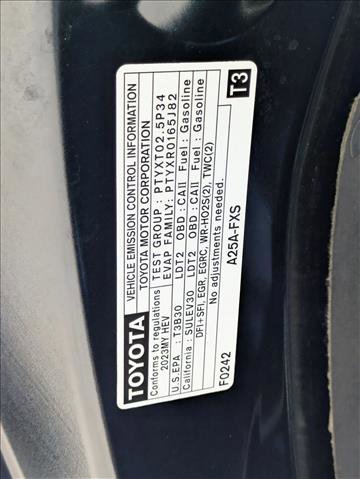 TOYOTA
VEHICLE EMISSION CONTROL INFORMATION
TOYOTA MOTOR CORPORATION
T3
Conforms to regulations
2023MY HEV
TEST GROUP: PTYXT02.5P34
EVAP FAMILY: PTYXR0165J82
U.S.EPA : T3B30 LDT2 OBD:CAII Fuel: Gasoline
California: SULEV30 LDT2 OBD:CAII Fuel: Gasoline
DFI+SFI, EGR, EGRC, WR-HO2S(2), TWC(2)
No adjustments needed.
F0242
A25A-FXS